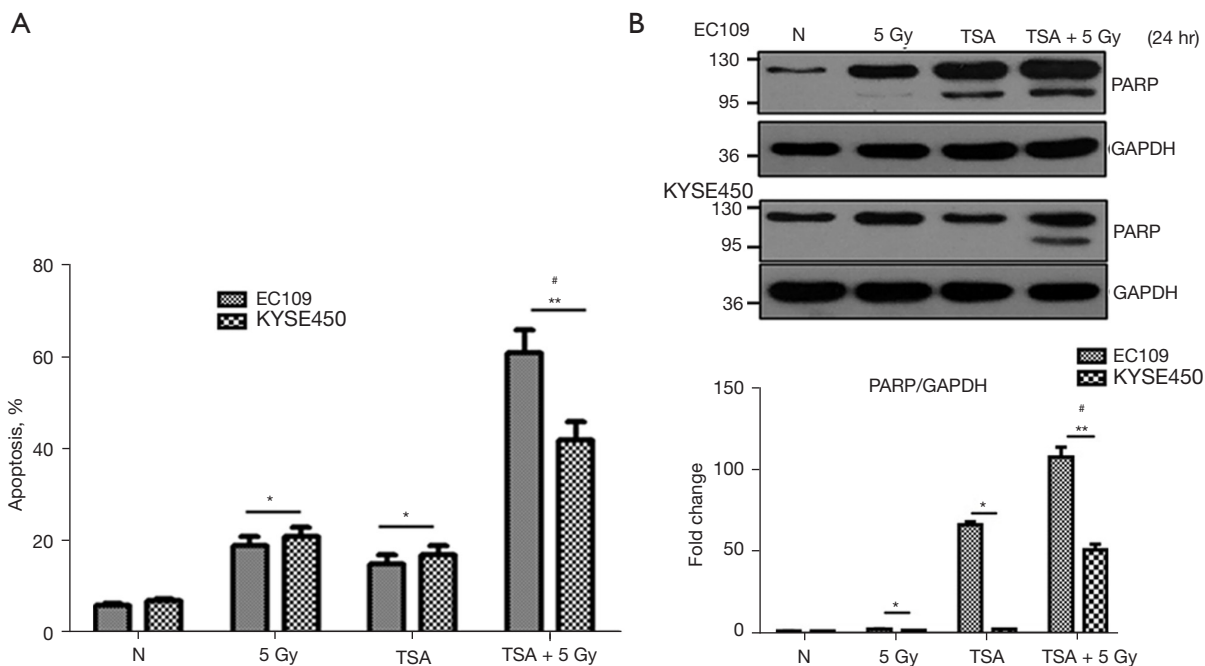 A
80
60
40
20
0
Apoptosis, %
EC109
KYSE450
*
*
#
**
N 5 Gy TSA TSA + 5 Gy
B
EC109 N 5 Gy TSA TSA + 5 Gy (24 hr)
130
95
PARP
36
GAPDH
KYSE450
130
95
PARP
36
GAPDH
EC109
KYSE450
PARP/GAPDH
150
100
50
0
Fold change
*
*
#
**
N 5 Gy TSA TSA + 5 Gy